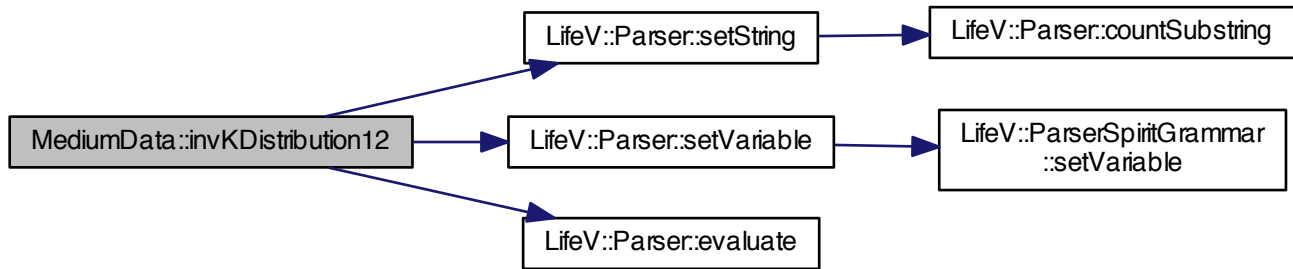 LifeV::Parser::setString
LifeV::Parser::countSubstring
MediumData::invKDistribution12
LifeV::Parser::setVariable
LifeV::ParserSpiritGrammar
::setVariable
LifeV::Parser::evaluate